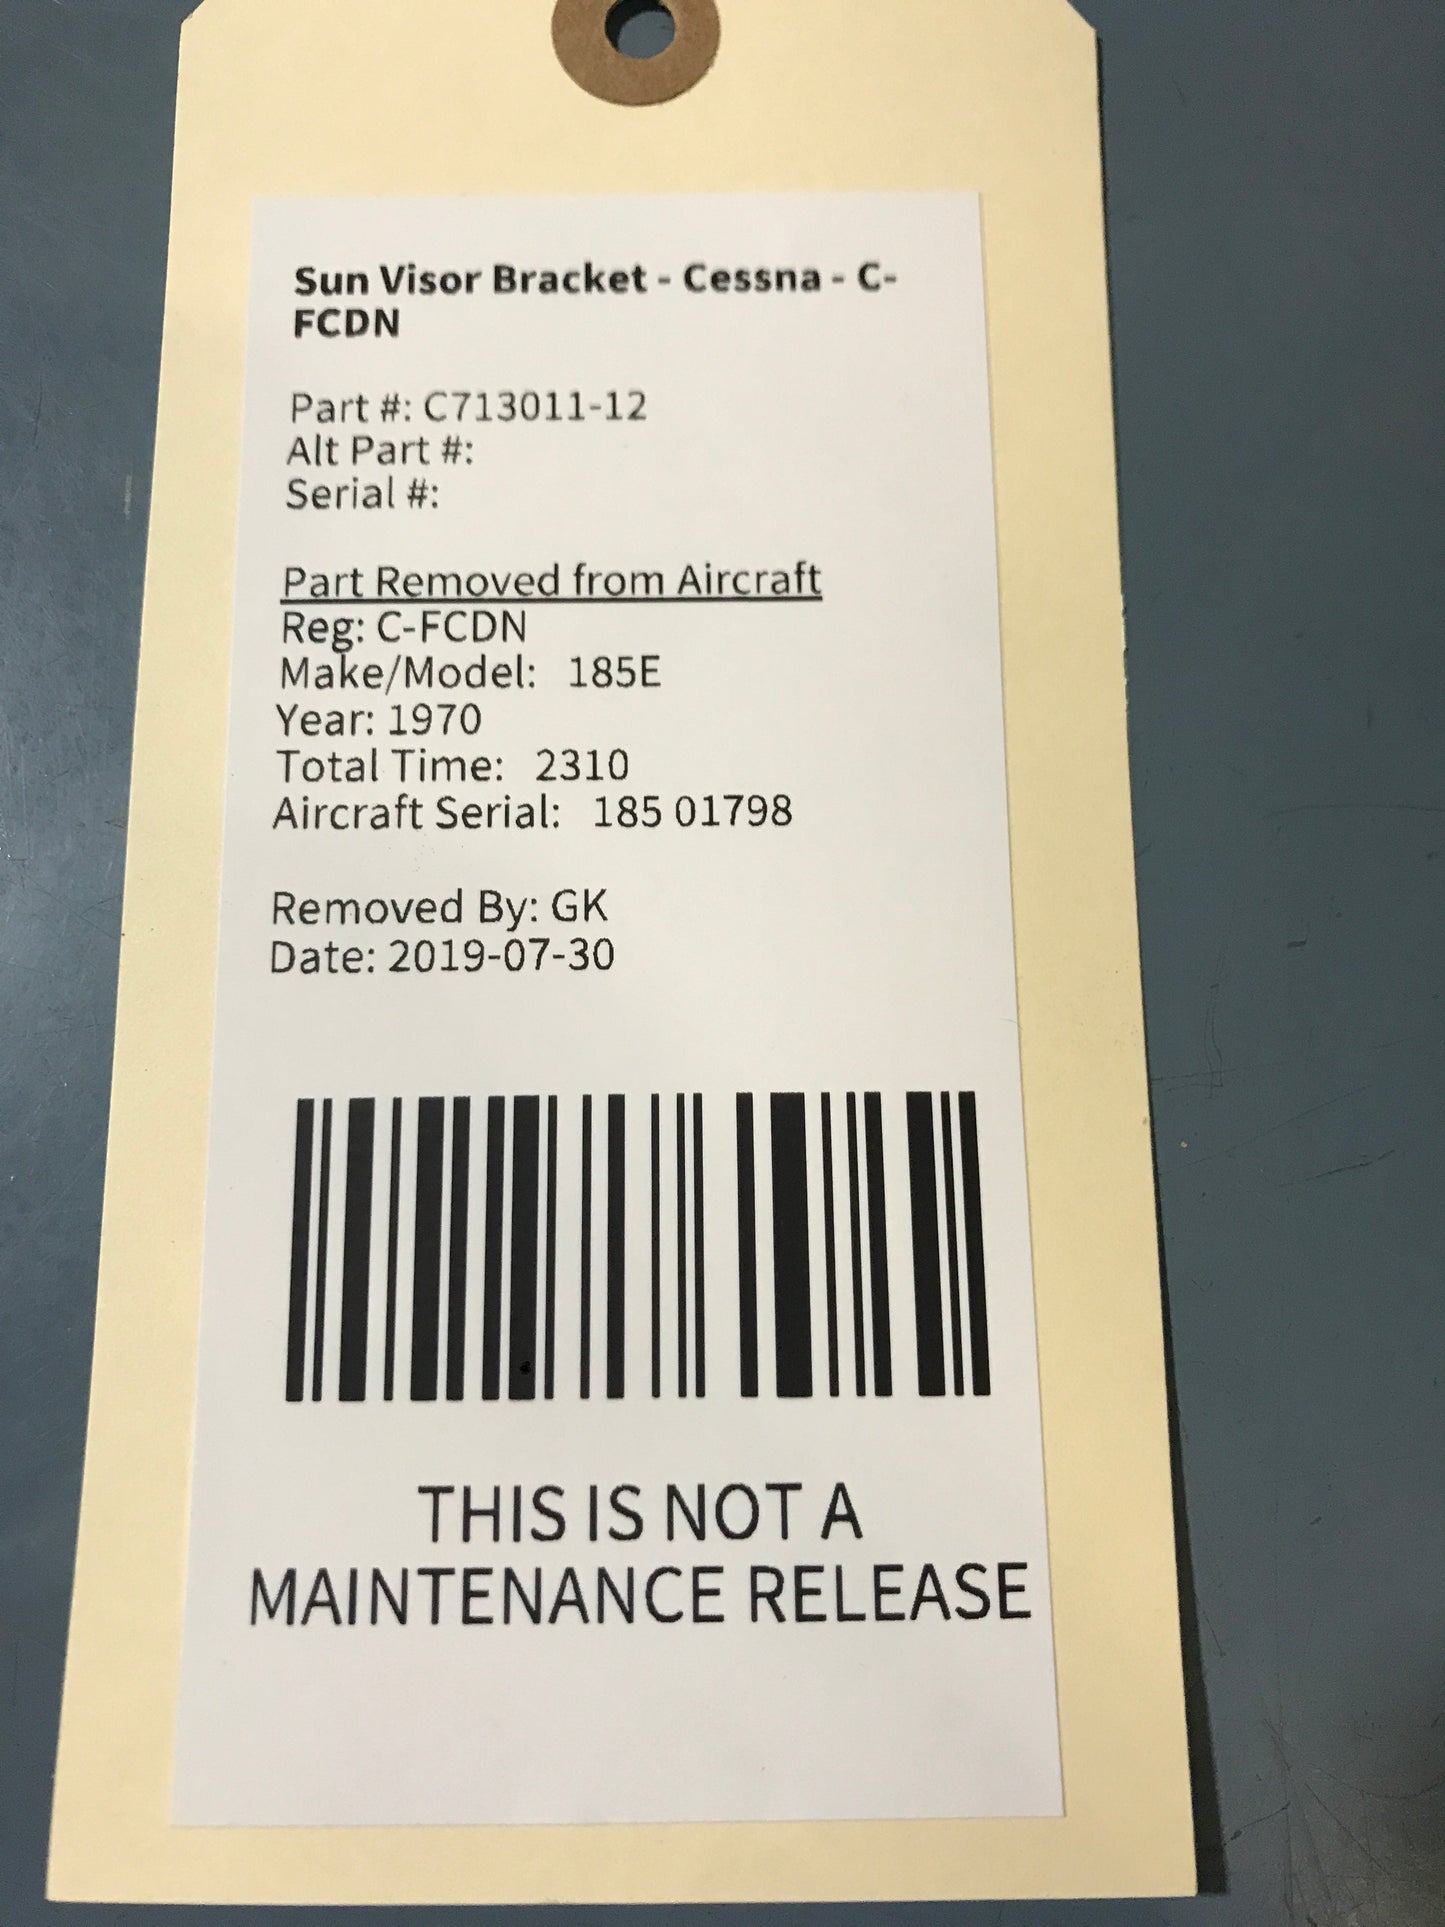 Sun Visor Bracket - Cessna - C-
FCDN
Part #: C713011-12
Alt Part #:
Serial #:
Part Removed from Aircraft
Reg: C-FCDN
Make/Model: 185E
Year: 1970
Total Time: 2310
Aircraft Serial: 185 01798
Removed By: GK
Date: 2019-07-30
THIS IS NOT A
MAINTENANCE RELEASE